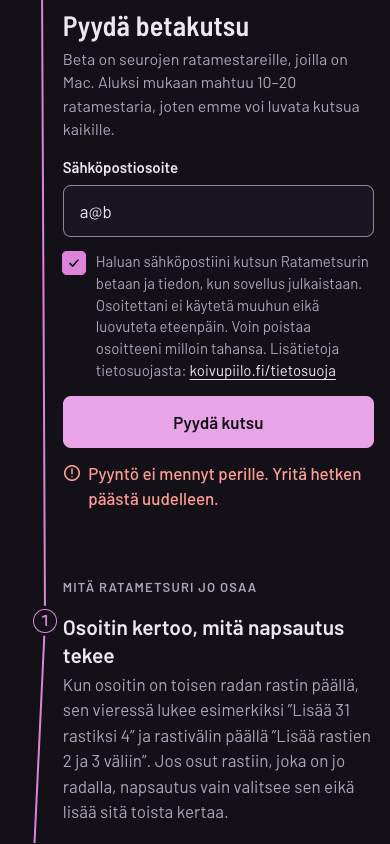 Pyydä betakutsu
Beta on seurojen ratamestareille, joilla on
Mac. Aluksi mukaan mahtuu 10–20
ratamestaria, joten emme voi luvata kutsua
kaikille.
Sähköpostiosoite
a@b
Haluan sähköpostiini kutsun Ratametsurin
betaan ja tiedon, kun sovellus julkaistaan.
Osoitettani ei käytetä muuhun eikä
luovuteta eteenpäin. Voin poistaa
osoitteeni milloin tahansa. Lisätietoja
tietosuojasta: koivupiilo.fi/tietosuoja
Pyydä kutsu
Pyyntö ei mennyt perille. Yritä hetken
päästä uudelleen.
MITÄ RATAMETSURI JO OSAA
1
Osoitin kertoo, mitä napsautus
tekee
Kun osoitin on toisen radan rastin päällä,
sen vieressä lukee esimerkiksi ”Lisää 31
rastiksi 4” ja rastivälin päällä ”Lisää rastien
2 ja 3 väliin”. Jos osut rastiin, joka on jo
radalla, napsautus vain valitsee sen eikä
lisää sitä toista kertaa.